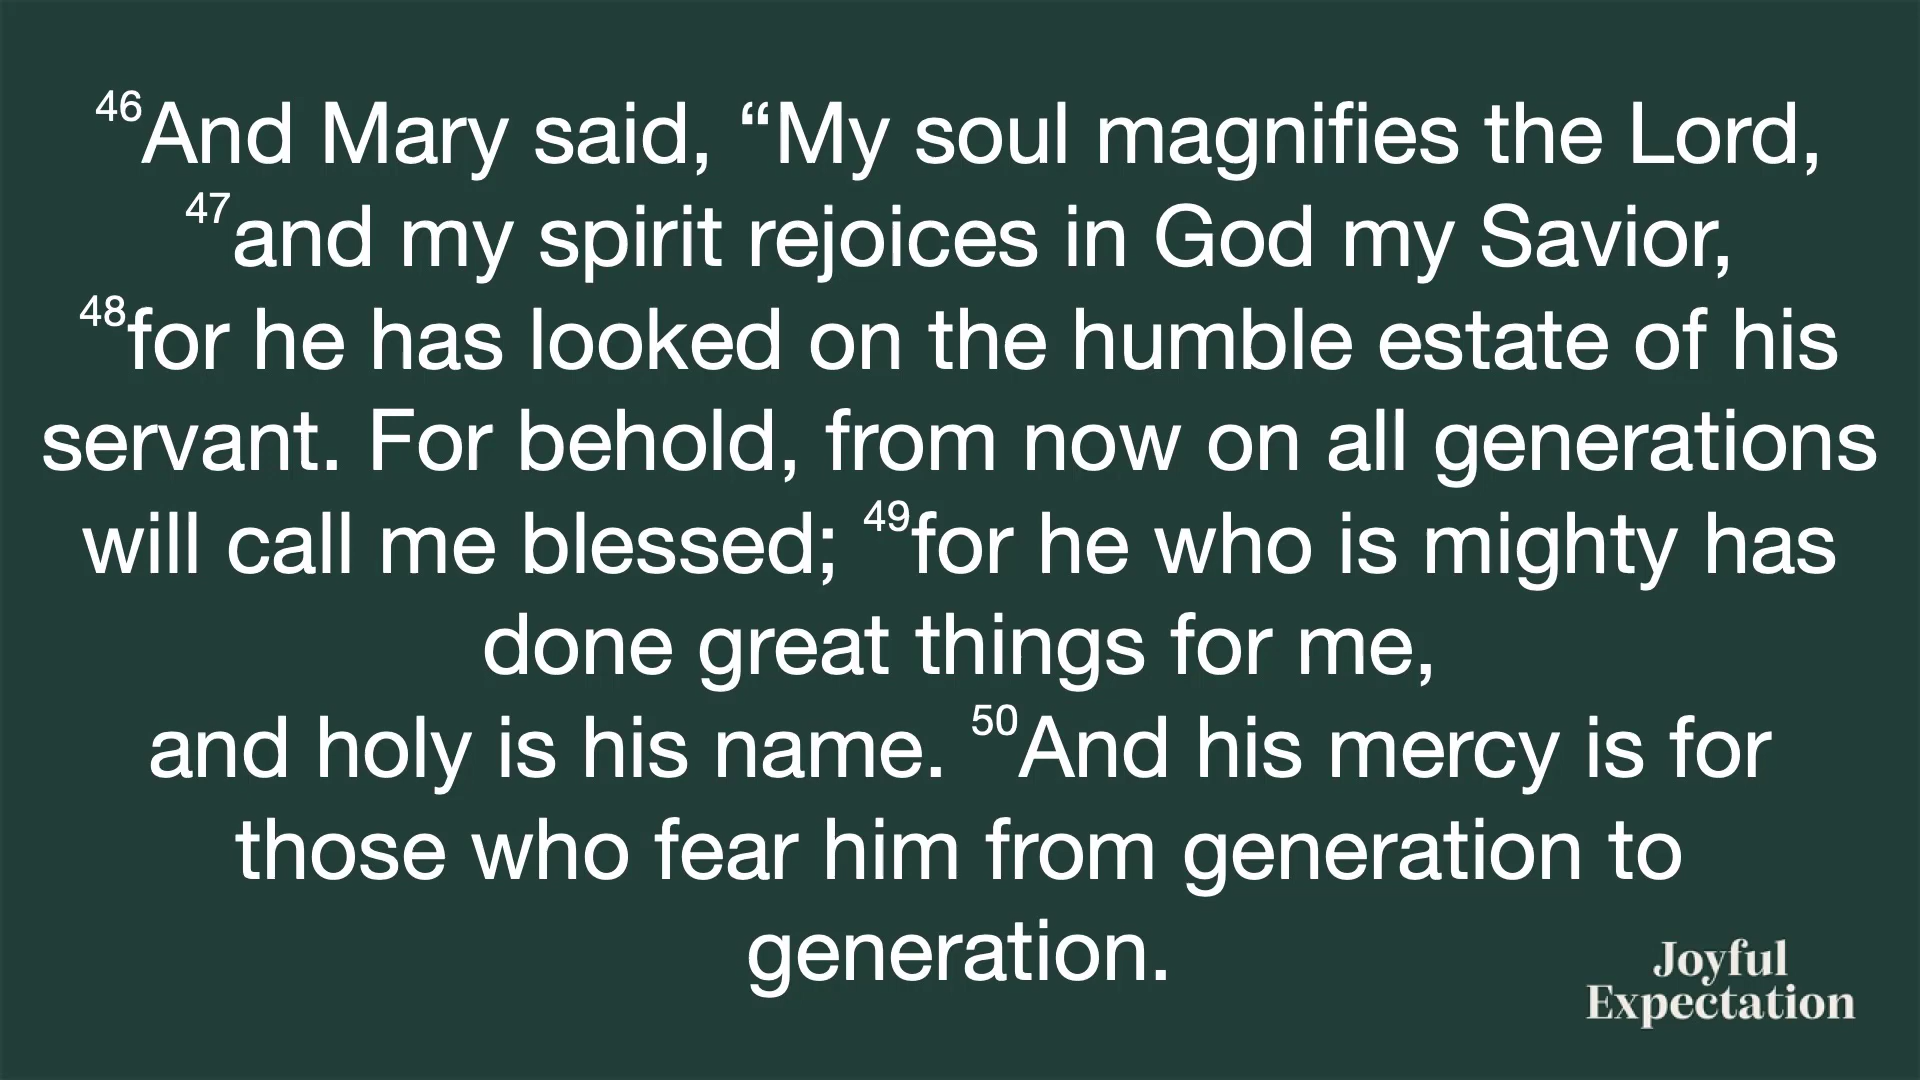 46And Mary said, “My soul magnifies the Lord,
47and my spirit rejoices in God my Savior,
48for he has looked on the humble estate of his
servant. For behold, from now on all generations
will call me blessed; 49for he who is mighty has
done great things for me,
and holy is his name. 50And his mercy is for
those who fear him from generation to
generation.
Joyful
Expectation